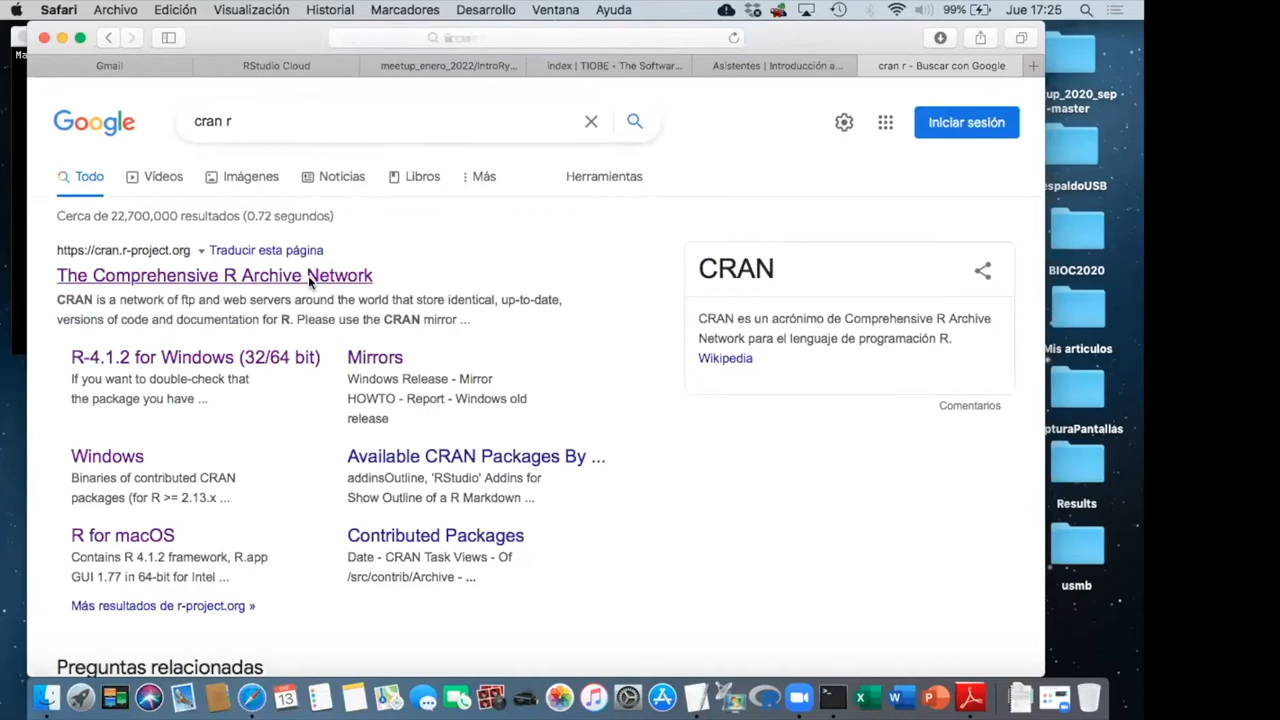 Safari Archivo Edición Visualización Historial Marcadores Desarrollo Ventana Ayuda 99% Jue 17:25
Gmail RStudio Cloud meetup_enero_2022/IntroRy... index | TIOBE - The Softwar... Asistentes | Introducción a... cran r - Buscar con Google
Google cran r Iniciar sesión
Todo Vídeos Imágenes Noticias Libros Más Herramientas
Cerca de 22,700,000 resultados (0.72 segundos)
https://cran.r-project.org Traducir esta página
The Comprehensive R Archive Network
CRAN is a network of ftp and web servers around the world that store identical, up-to-date,
versions of code and documentation for R. Please use the CRAN mirror ...
R-4.1.2 for Windows (32/64 bit)
If you want to double-check that
the package you have ...
Mirrors
Windows Release - Mirror
HOWTO - Report - Windows old
release
Windows
Binaries of contributed CRAN
packages (for R >= 2.13.x ...
Available CRAN Packages By ...
addinsOutline, 'RStudio' Addins for
Show Outline of a R Markdown ...
R for macOS
Contains R 4.1.2 framework, R.app
GUI 1.77 in 64-bit for Intel ...
Contributed Packages
Date - CRAN Task Views - Of
/src/contrib/Archive - ...
Más resultados de r-project.org »
Preguntas relacionadas
CRAN
CRAN es un acrónimo de Comprehensive R Archive
Network para el lenguaje de programación R.
Wikipedia
Comentarios
up_2020_sep
-master
espaldoUSB
BIOC2020
Mis articulos
pturaPantallas
Results
usmb
13